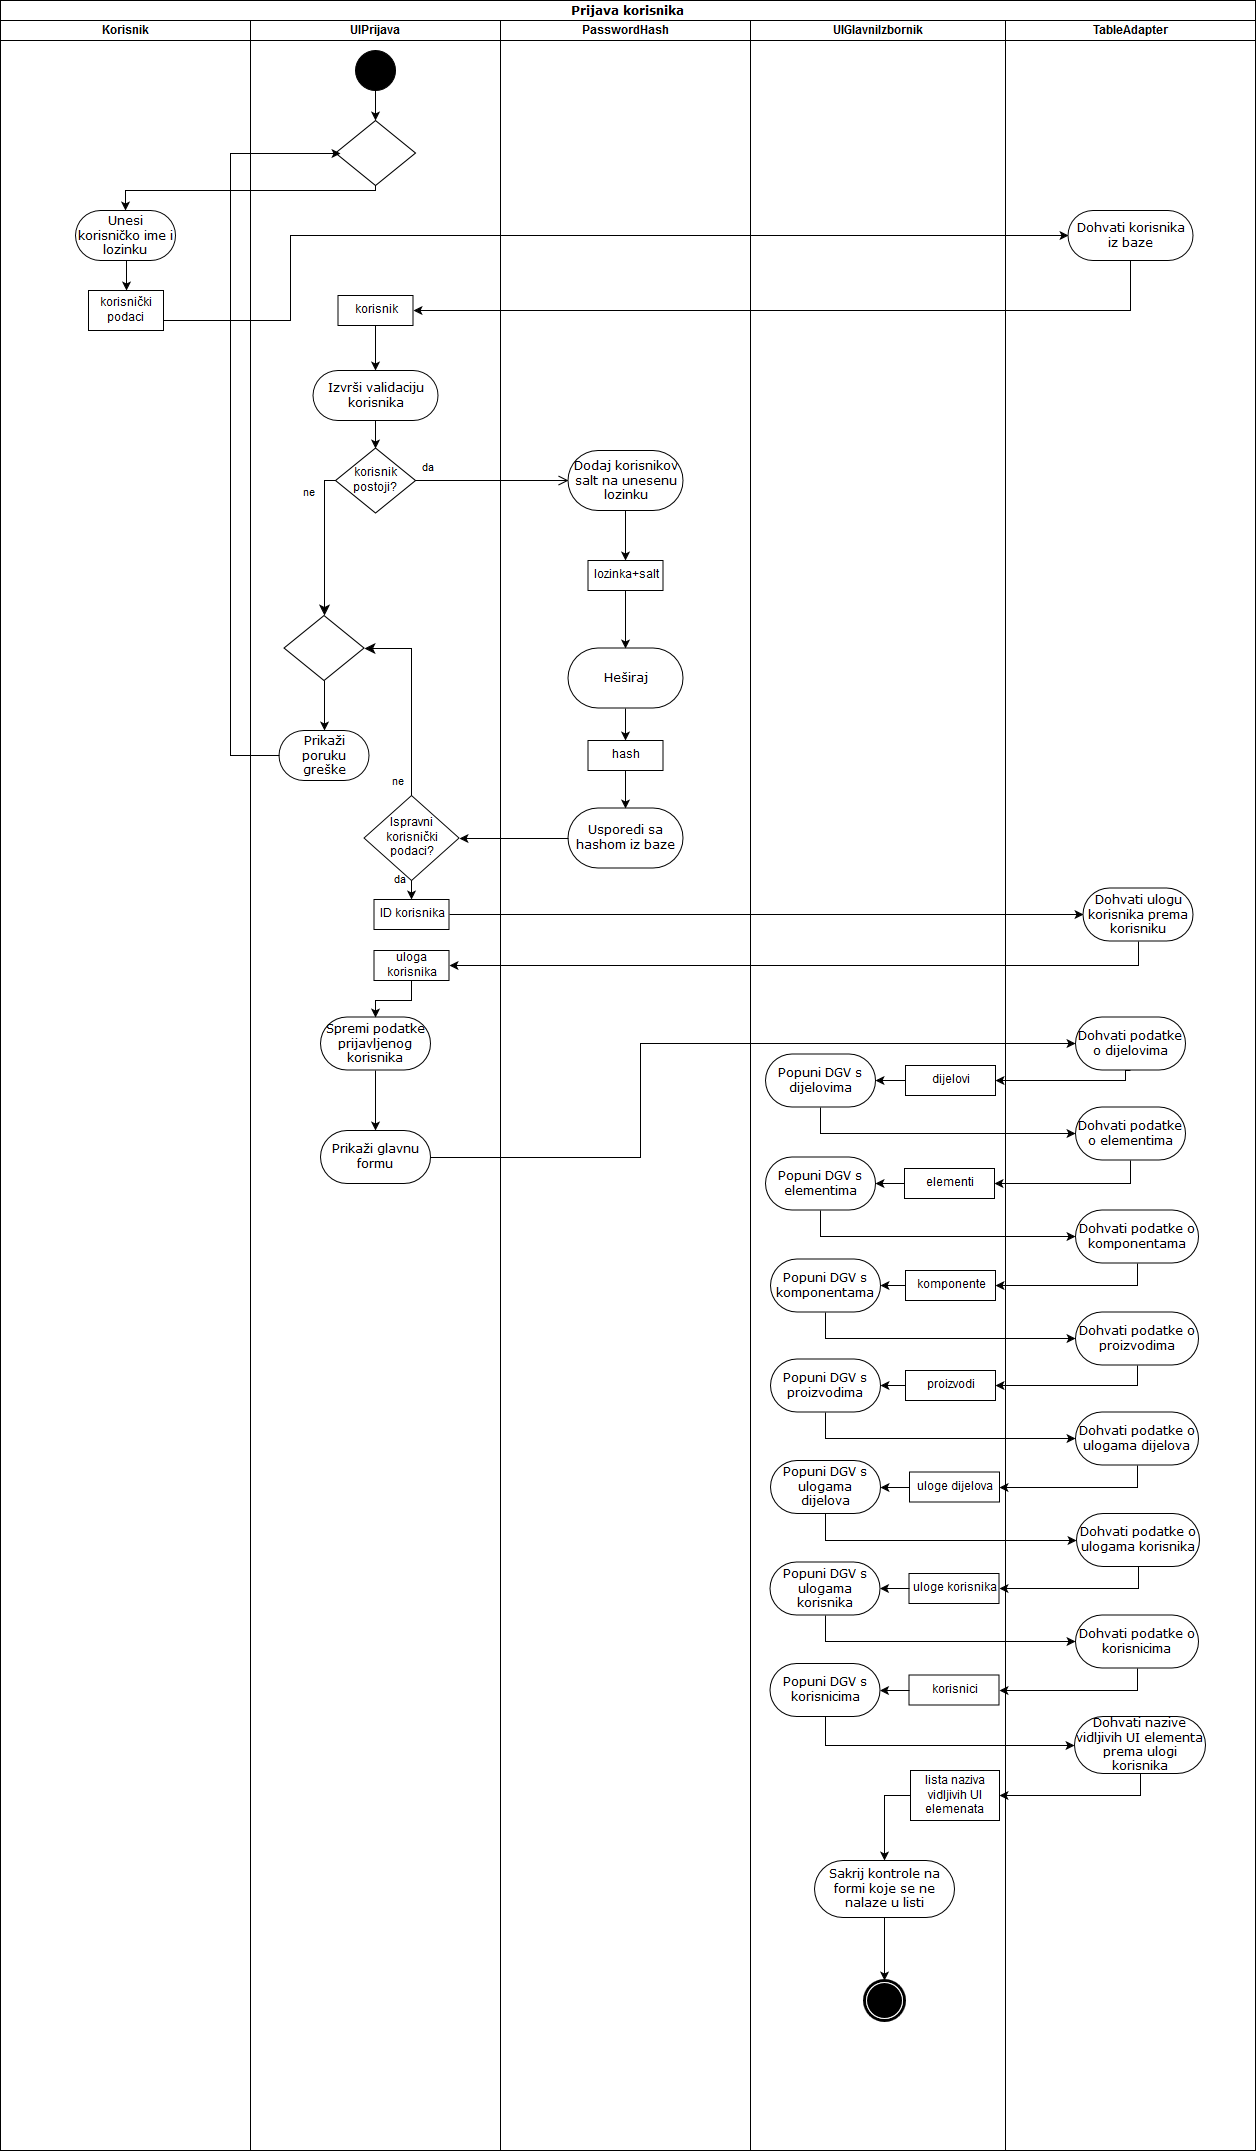 Prijava korisnika
Korisnik
UIPrijava
PasswordHash
UIGlavniIzbornik
TableAdapter
Unesi
korisničko ime i
lozinku
Dohvati korisnika
iz baze
korisnički
podaci
korisnik
Izvrši validaciju
korisnika
korisnik
postoji?
da
ne
Dodaj korisnikov
salt na unesenu
lozinku
lozinka+salt
Heširaj
Prikaži
poruku
greške
hash
ne
Ispravni
korisnički
podaci?
da
Usporedi sa
hashom iz baze
ID korisnika
Dohvati ulogu
korisnika prema
korisniku
uloga
korisnika
Spremi podatke
prijavljenog
korisnika
Dohvati podatke
o dijelovima
Popuni DGV s
dijelovima
dijelovi
Prikaži glavnu
formu
Dohvati podatke
o elementima
Popuni DGV s
elementima
elementi
Dohvati podatke o
komponentama
Popuni DGV s
komponentama
komponente
Dohvati podatke o
proizvodima
Popuni DGV s
proizvodima
proizvodi
Dohvati podatke o
ulogama dijelova
Popuni DGV s
ulogama
dijelova
uloge dijelova
Dohvati podatke o
ulogama korisnika
Popuni DGV s
ulogama
korisnika
uloge korisnika
Dohvati podatke o
korisnicima
Popuni DGV s
korisnicima
korisnici
Dohvati nazive
vidljivih UI elementa
prema ulogi
korisnika
lista naziva
vidljivih UI
elemenata
Sakrij kontrole na
formi koje se ne
nalaze u listi